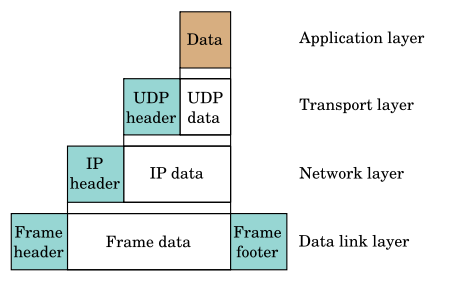 Data
Application layer
UDP
header
UDP
data
Transport layer
IP
header
IP data
Network layer
Frame
header
Frame data
Frame
footer
Data link layer